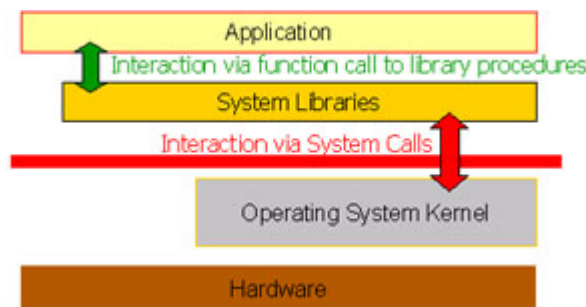 Application
Interaction via function call to library procedures
System Libraries
Interaction via System Calls
Operating System Kernel
Hardware